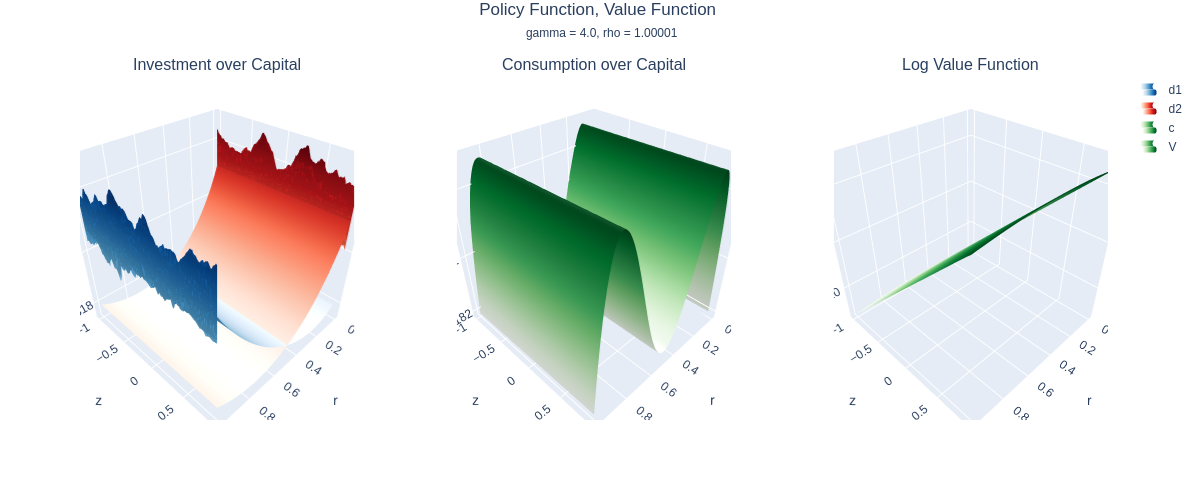 Policy Function, Value Function
gamma = 4.0, rho = 1.00001
Investment over Capital
Consumption over Capital
Log Value Function
d1
d2
c
V
−1
−0.5
0
0.5
z
0
0.2
0.4
0.6
0.8
r
−1
−0.5
0
0.5
z
0
0.2
0.4
0.6
0.8
r
−1
−0.5
0
0.5
z
0
0.2
0.4
0.6
0.8
r